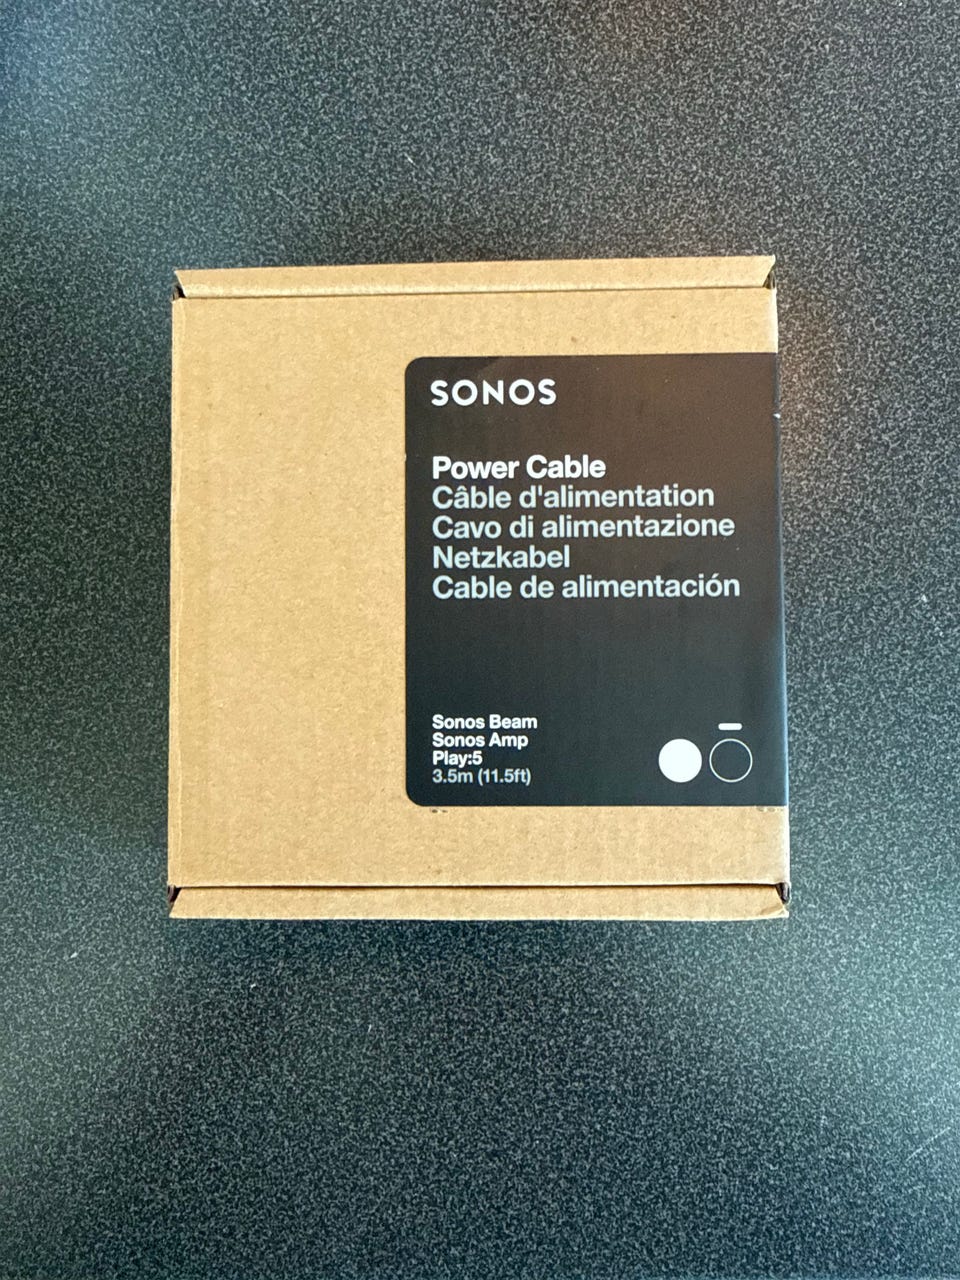 SONOS
Power Cable
Câble d'alimentation
Cavo di alimentazione
Netzkabel
Cable de alimentación
Sonos Beam
Sonos Amp
Play:5
3.5m (11.5ft)